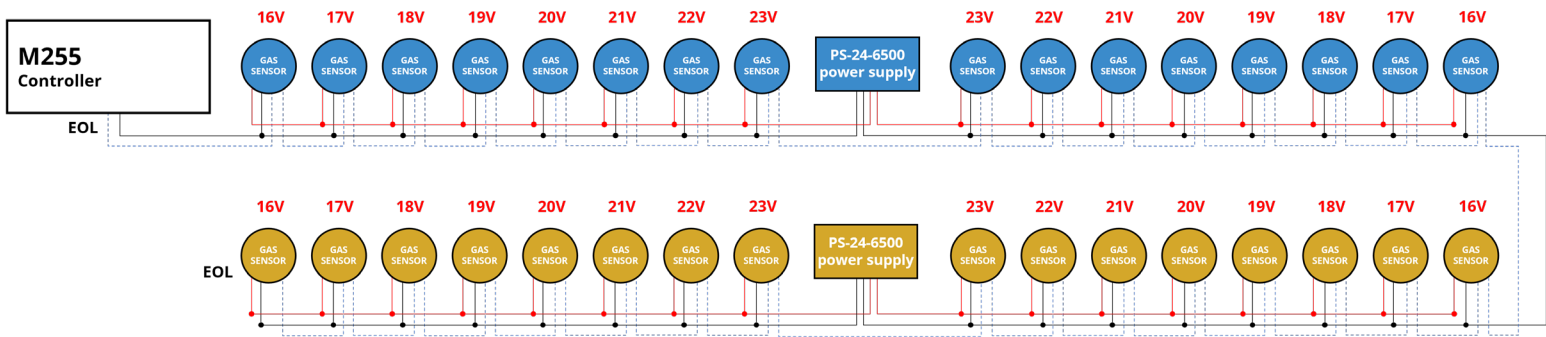 16V 17V 18V 19V 20V 21V 22V 23V 23V 22V 21V 20V 19V 18V 17V 16V
M255
Controller
GAS SENSOR GAS SENSOR GAS SENSOR GAS SENSOR GAS SENSOR GAS SENSOR GAS SENSOR GAS SENSOR PS-24-6500 power supply GAS SENSOR GAS SENSOR GAS SENSOR GAS SENSOR GAS SENSOR GAS SENSOR GAS SENSOR GAS SENSOR
EOL
16V 17V 18V 19V 20V 21V 22V 23V 23V 22V 21V 20V 19V 18V 17V 16V
GAS SENSOR GAS SENSOR GAS SENSOR GAS SENSOR GAS SENSOR GAS SENSOR GAS SENSOR GAS SENSOR PS-24-6500 power supply GAS SENSOR GAS SENSOR GAS SENSOR GAS SENSOR GAS SENSOR GAS SENSOR GAS SENSOR GAS SENSOR
EOL